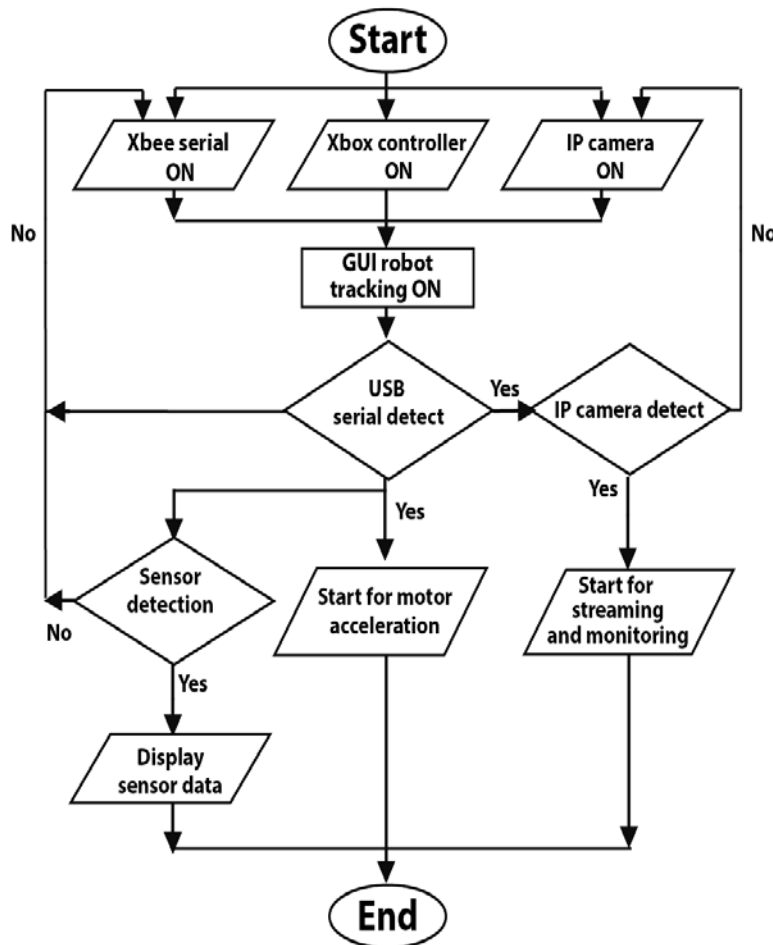 Start
Xbee serial
ON
Xbox controller
ON
IP camera
ON
No
No
GUI robot
tracking ON
USB
serial detect
Yes
IP camera detect
Yes
Yes
Sensor
detection
Start for motor
acceleration
Start for
streaming
and monitoring
No
Yes
Display
sensor data
End